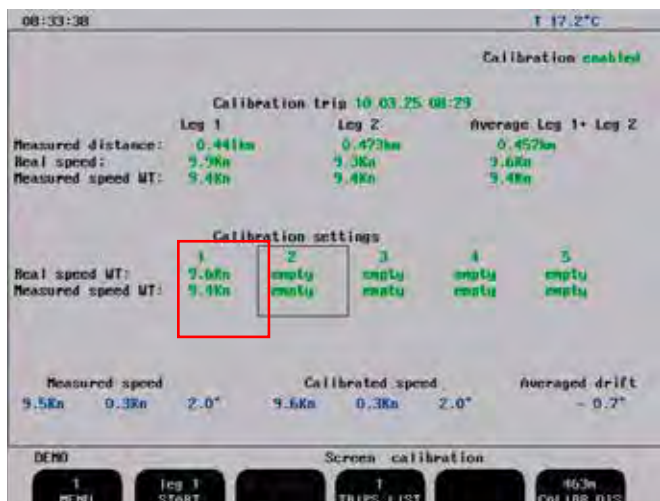 08:33:38 T 17.2°C
Calibration enabled
Calibration trip 10.03.25 08:29
Leg 1 Leg 2 Average Leg 1+ Leg 2
Measured distance: 0.441km 0.473km 0.457km
Real speed: 9.9Kn 9.3Kn 9.6Kn
Measured speed WT: 9.4Kn 9.4Kn 9.4Kn
Calibration settings
1 2 3 4 5
Real speed WT: 9.6Kn empty empty empty empty
Measured speed WT: 9.4Kn empty empty empty empty
Measured speed Calibrated speed Averaged drift
9.5Kn 0.3Kn 2.0° 9.6Kn 0.3Kn 2.0° - 0.7°
DEMO Screen calibration
1 leg 1 1 463m
MENU START TRIPS LIST COLIBR DIS